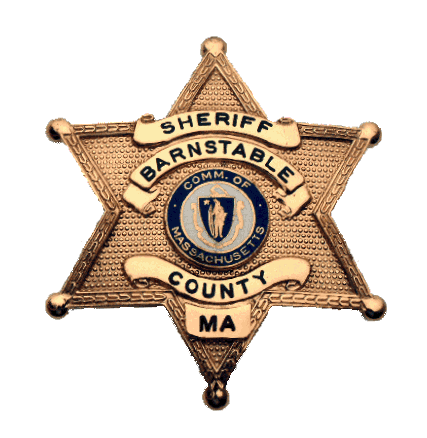 SHERIFF
BARNSTABLE
COMM. OF
MASSACHUSETTS
COUNTY
MA